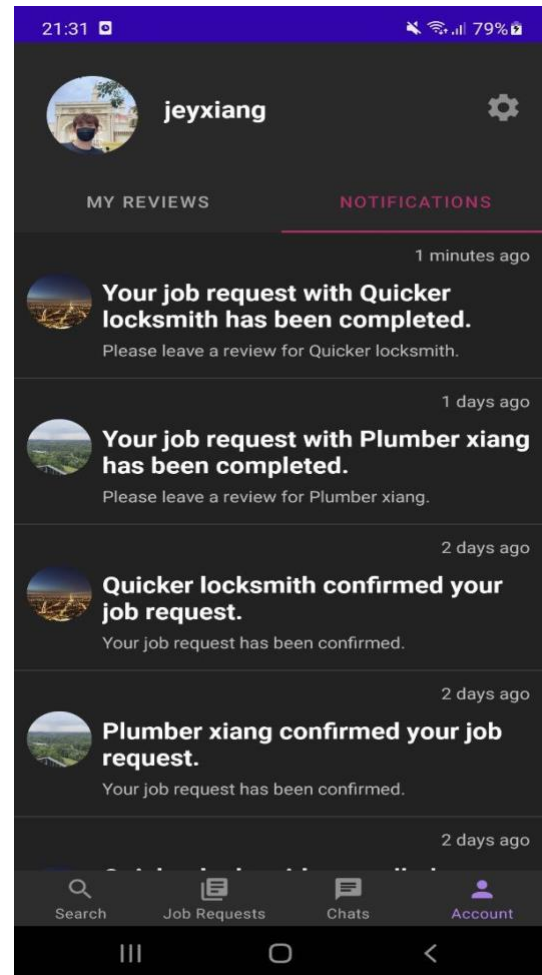 21:31 79%
jeyxiang
MY REVIEWS NOTIFICATIONS
1 minutes ago
Your job request with Quicker
locksmith has been completed.
Please leave a review for Quicker locksmith.
1 days ago
Your job request with Plumber xiang
has been completed.
Please leave a review for Plumber xiang.
2 days ago
Quicker locksmith confirmed your
job request.
Your job request has been confirmed.
2 days ago
Plumber xiang confirmed your job
request.
Your job request has been confirmed.
2 days ago
Search Job Requests Chats Account